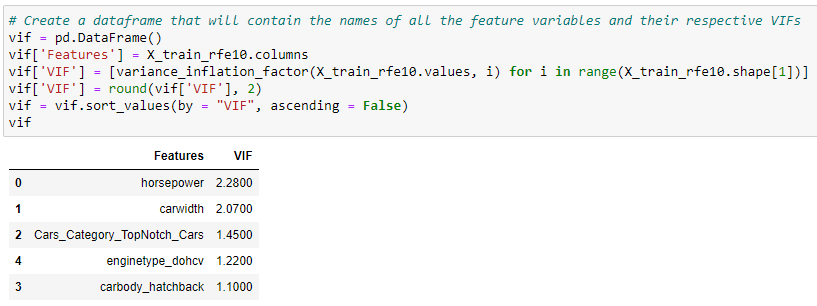 # Create a dataframe that will contain the names of all the feature variables and their respective VIFs
vif = pd.DataFrame()
vif['Features'] = X_train_rfe10.columns
vif['VIF'] = [variance_inflation_factor(X_train_rfe10.values, i) for i in range(X_train_rfe10.shape[1])]
vif['VIF'] = round(vif['VIF'], 2)
vif = vif.sort_values(by = "VIF", ascending = False)
vif
Features VIF
0 horsepower 2.2800
1 carwidth 2.0700
2 Cars_Category_TopNotch_Cars 1.4500
4 enginetype_dohcv 1.2200
3 carbody_hatchback 1.1000